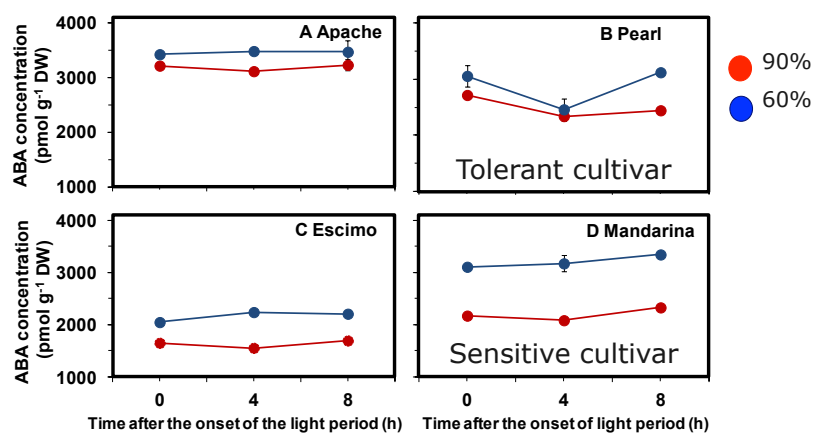 4000
3000
2000
1000
ABA concentration
(pmol g-1 DW)
A Apache
B Pearl
Tolerant cultivar
90%
60%
4000
3000
2000
1000
ABA concentration
(pmol g-1 DW)
C Escimo
D Mandarina
Sensitive cultivar
0 4 8
0 4 8
Time after the onset of the light period (h)
Time after the onset of light period (h)